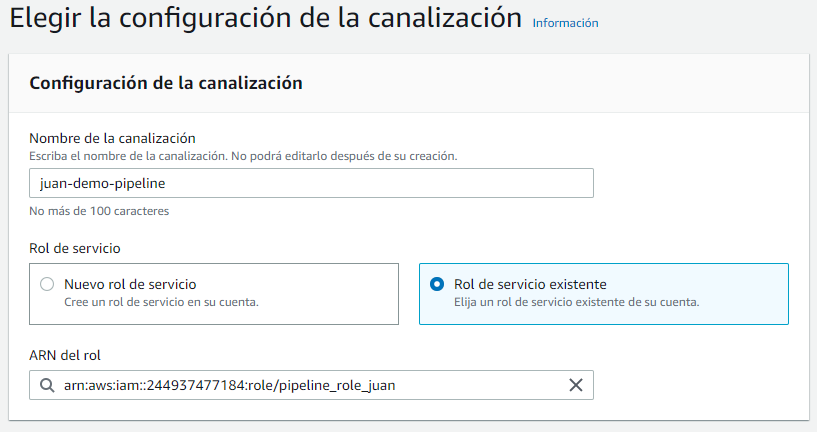 Elegir la configuración de la canalización Información
Configuración de la canalización
Nombre de la canalización
Escriba el nombre de la canalización. No podrá editarlo después de su creación.
juan-demo-pipeline
No más de 100 caracteres
Rol de servicio
Nuevo rol de servicio
Cree un rol de servicio en su cuenta.
Rol de servicio existente
Elija un rol de servicio existente de su cuenta.
ARN del rol
arn:aws:iam::244937477184:role/pipeline_role_juan